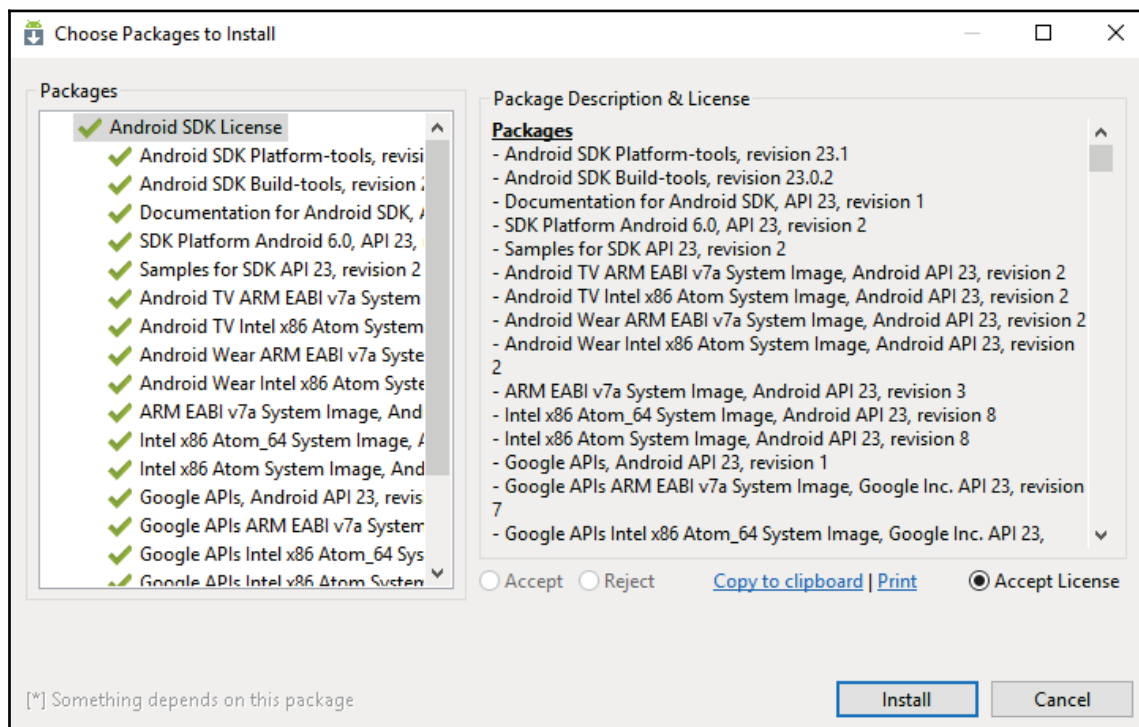 Choose Packages to Install
Packages
Android SDK License
Android SDK Platform-tools, revisi
Android SDK Build-tools, revision
Documentation for Android SDK,
SDK Platform Android 6.0, API 23,
Samples for SDK API 23, revision 2
Android TV ARM EABI v7a System
Android TV Intel x86 Atom System
Android Wear ARM EABI v7a Syste
Android Wear Intel x86 Atom Syste
ARM EABI v7a System Image, And
Intel x86 Atom_64 System Image,
Intel x86 Atom System Image, And
Google APIs, Android API 23, revis
Google APIs ARM EABI v7a System
Google APIs Intel x86 Atom_64 Sys
Google APIs Intel x86 Atom System
Package Description & License
Packages
- Android SDK Platform-tools, revision 23.1
- Android SDK Build-tools, revision 23.0.2
- Documentation for Android SDK, API 23, revision 1
- SDK Platform Android 6.0, API 23, revision 2
- Samples for SDK API 23, revision 2
- Android TV ARM EABI v7a System Image, Android API 23, revision 2
- Android TV Intel x86 Atom System Image, Android API 23, revision 2
- Android Wear ARM EABI v7a System Image, Android API 23, revision 2
- Android Wear Intel x86 Atom System Image, Android API 23, revision
2
- ARM EABI v7a System Image, Android API 23, revision 3
- Intel x86 Atom_64 System Image, Android API 23, revision 8
- Intel x86 Atom System Image, Android API 23, revision 8
- Google APIs, Android API 23, revision 1
- Google APIs ARM EABI v7a System Image, Google Inc. API 23, revision
7
- Google APIs Intel x86 Atom_64 System Image, Google Inc. API 23,
Accept Reject Copy to clipboard | Print Accept License
[*] Something depends on this package
Install Cancel